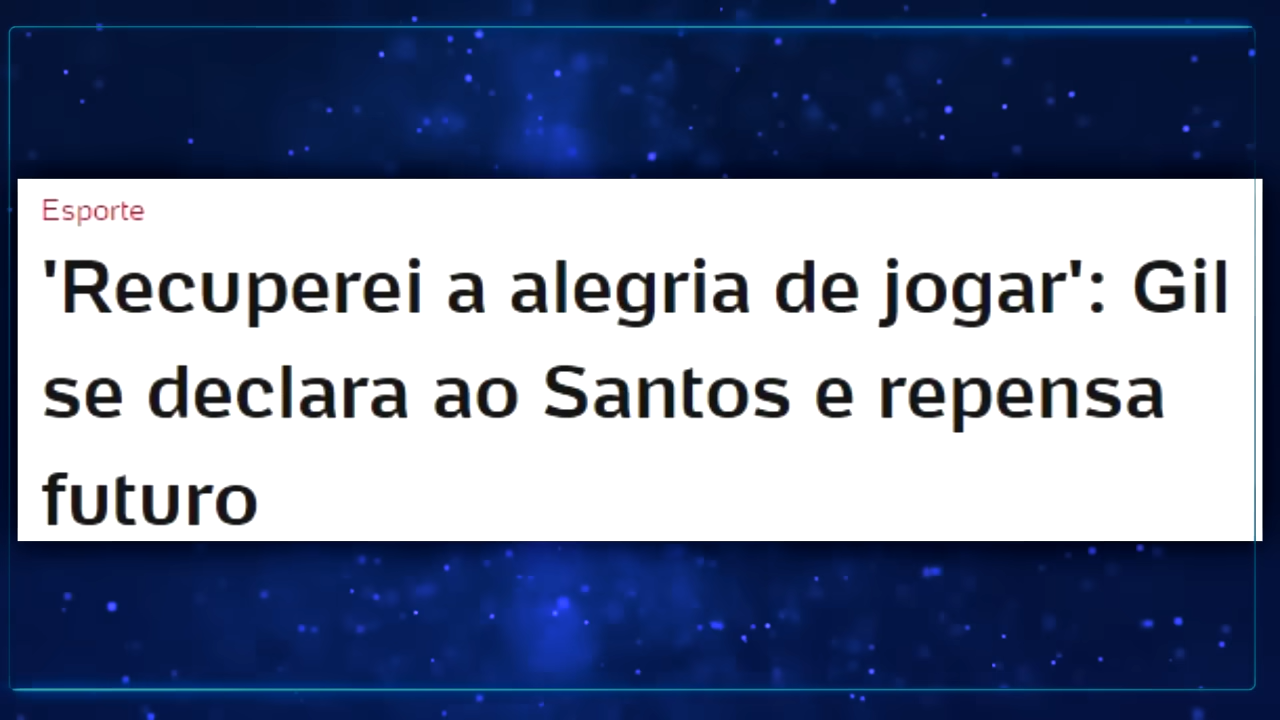 Esporte
'Recuperei a alegria de jogar': Gil
se declara ao Santos e repensa
futuro